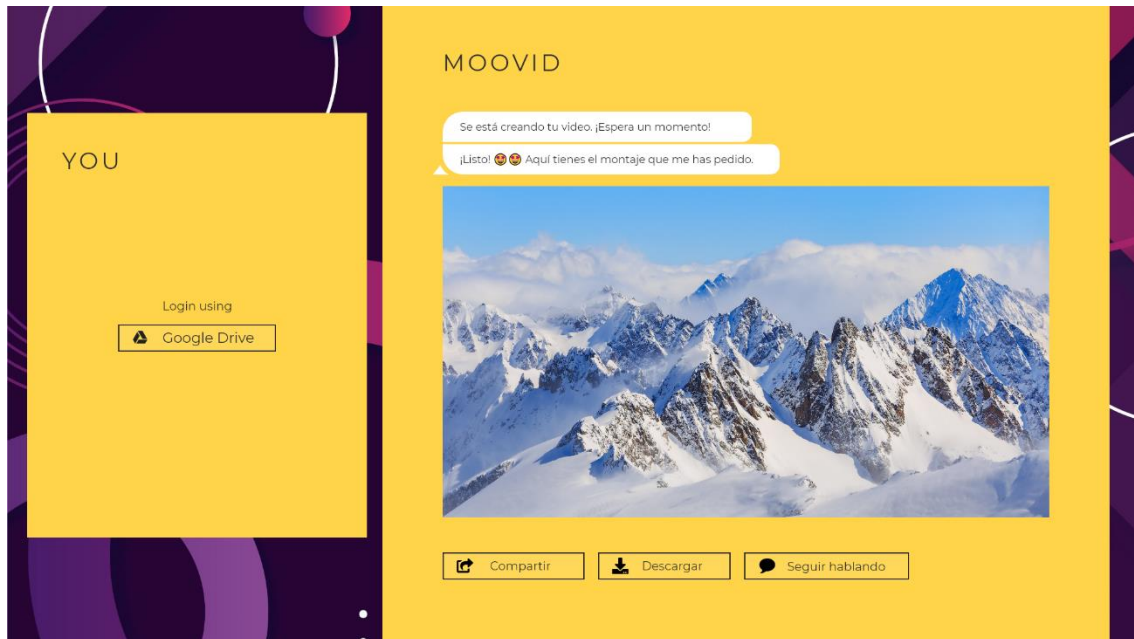 YOU
Login using
Google Drive
MOOVID
Se está creando tu video. ¡Espera un momento!
¡Listo! 🤩🤩 Aquí tienes el montaje que me has pedido.
Compartir
Descargar
Seguir hablando